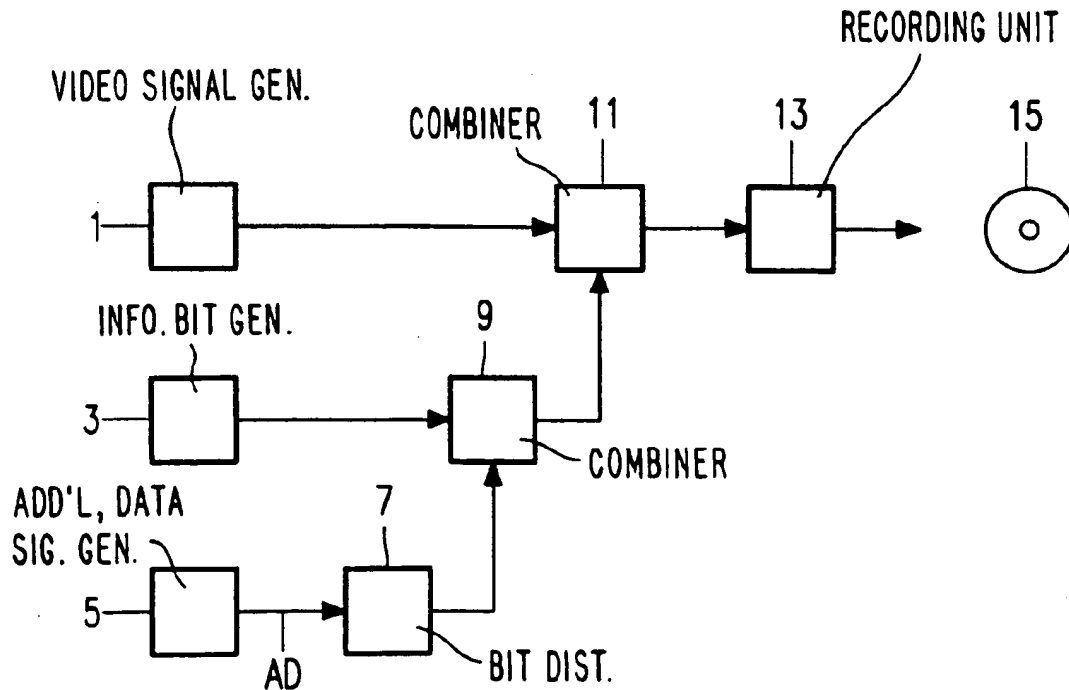 RECORDING UNIT
VIDEO SIGNAL GEN.
COMBINER
11
13
15
1
INFO. BIT GEN.
9
3
COMBINER
ADD'L, DATA
SIG. GEN.
7
5
AD
BIT DIST.